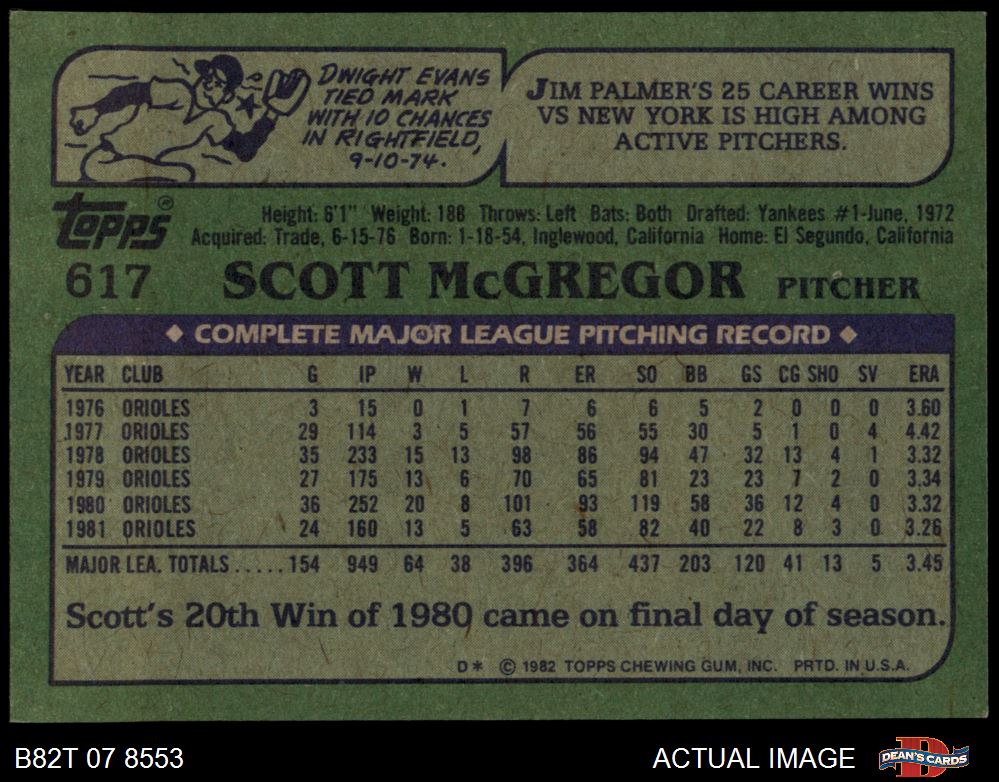 DWIGHT EVANS
TIED MARK
WITH 10 CHANCES
IN RIGHTFIELD,
9-10-74.
JIM PALMER'S 25 CAREER WINS
VS NEW YORK IS HIGH AMONG
ACTIVE PITCHERS.
Topps®
Height: 6'1" Weight: 186 Throws: Left Bats: Both Drafted: Yankees #1-June, 1972
Acquired: Trade, 6-15-76 Born: 1-18-54, Inglewood, California Home: El Segundo, California
617 SCOTT McGREGOR PITCHER
◆ COMPLETE MAJOR LEAGUE PITCHING RECORD ◆
YEAR CLUB G IP W L R ER SO BB GS CG SHO SV ERA
1976 ORIOLES 3 15 0 1 7 6 6 5 2 0 0 0 3.60
1977 ORIOLES 29 114 3 5 57 56 55 30 5 1 0 4 4.42
1978 ORIOLES 35 233 15 13 98 86 94 47 32 13 4 1 3.32
1979 ORIOLES 27 175 13 6 70 65 81 23 23 7 2 0 3.34
1980 ORIOLES 36 252 20 8 101 93 119 58 36 12 4 0 3.32
1981 ORIOLES 24 160 13 5 63 58 82 40 22 8 3 0 3.26
MAJOR LEA. TOTALS ..... 154 949 64 38 396 364 437 203 120 41 13 5 3.45
Scott's 20th Win of 1980 came on final day of season.
D* © 1982 TOPPS CHEWING GUM, INC. PRTD. IN U.S.A.
B82T 07 8553 ACTUAL IMAGE DEAN'S CARDS